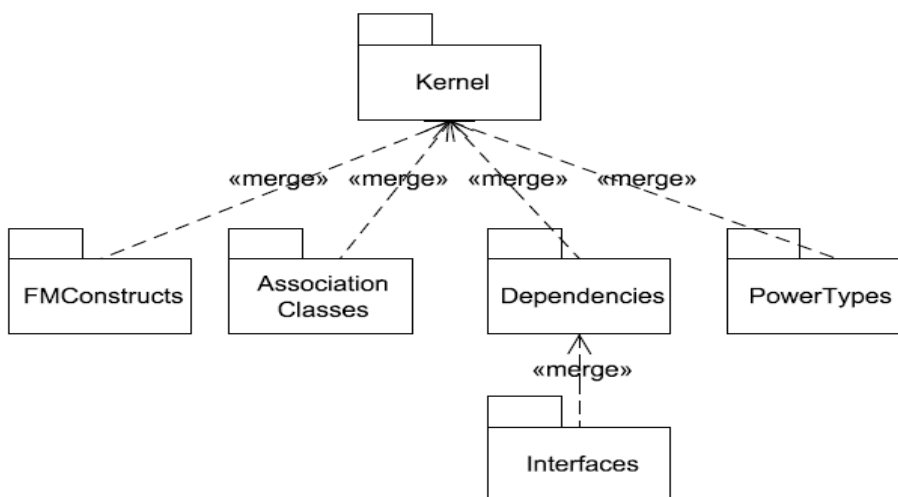 Kernel
«merge» «merge» «merge» «merge»
FMConstructs
Association
Classes
Dependencies
PowerTypes
«merge»
Interfaces